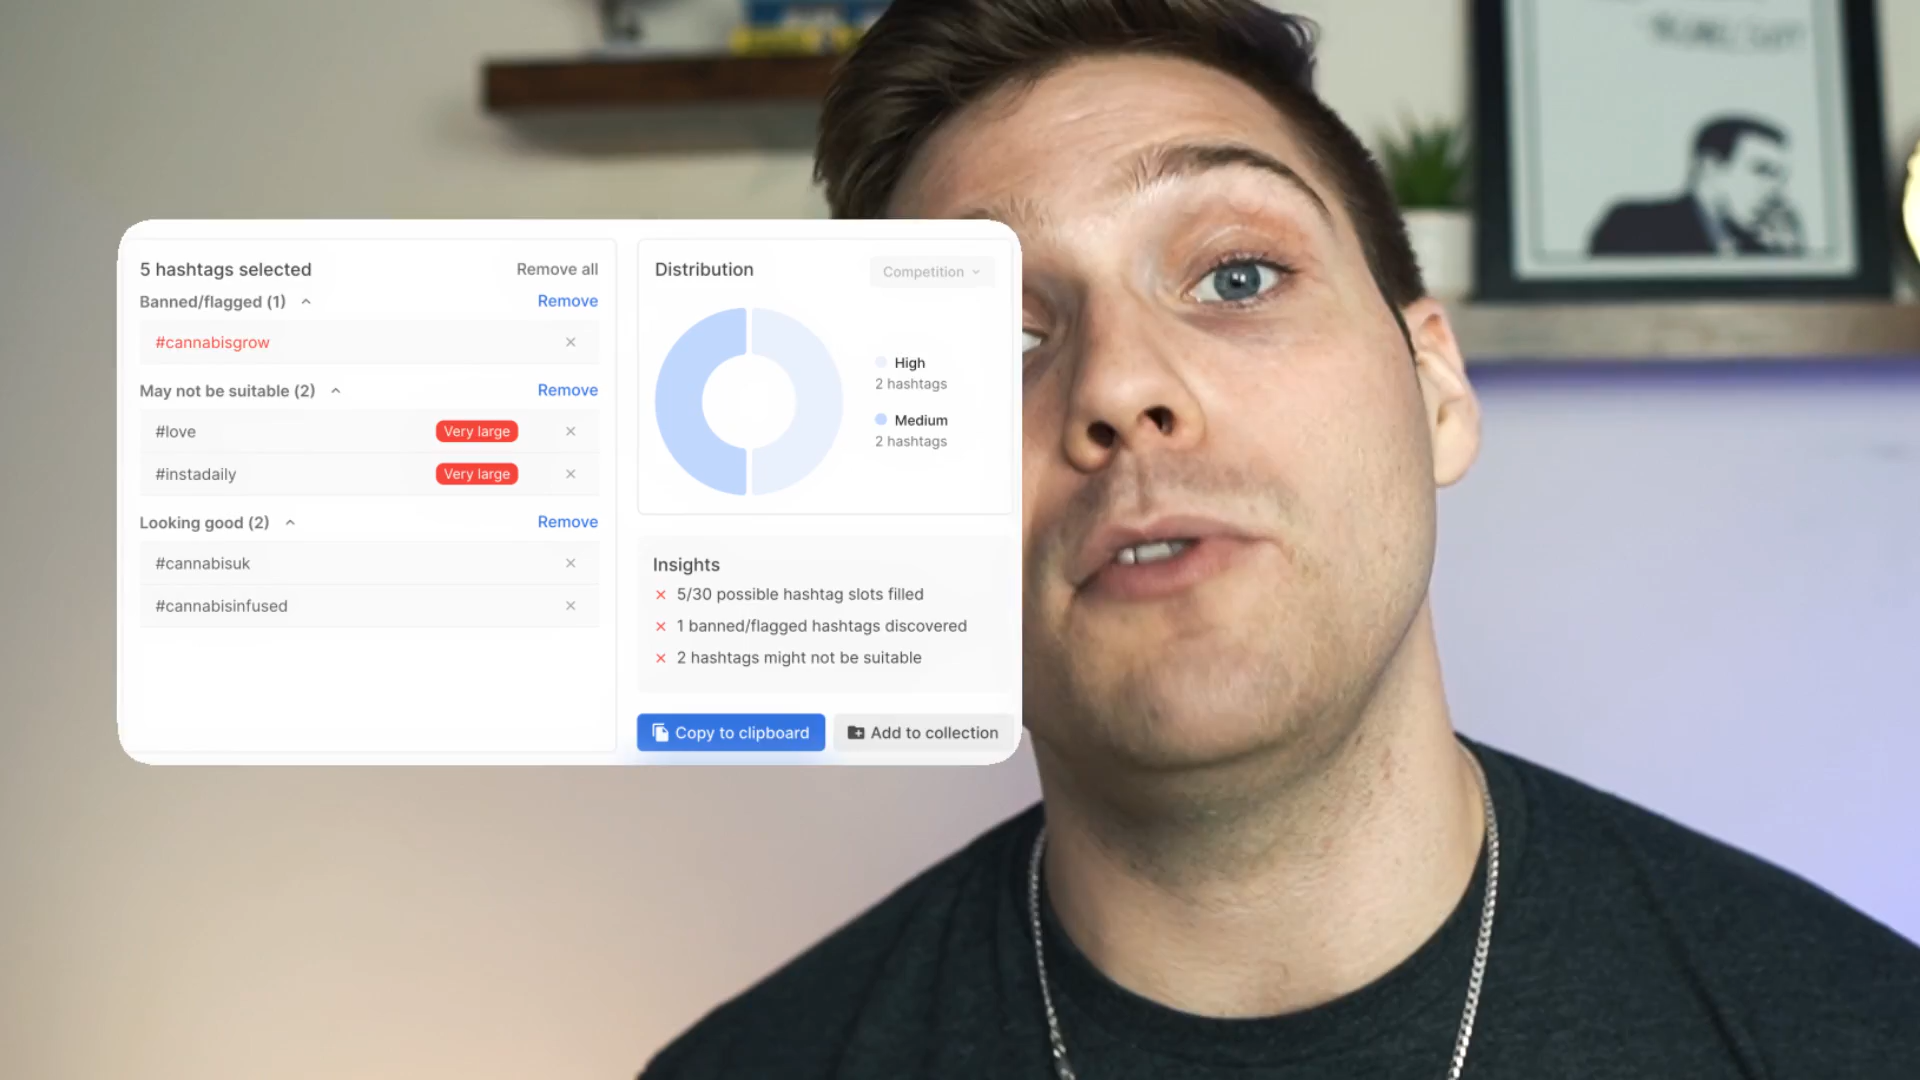 5 hashtags selected
Remove all
Banned/flagged (1)
Remove
#cannabisgrow
May not be suitable (2)
Remove
#love
Very large
#instadaily
Very large
Looking good (2)
Remove
#cannabisuk
#cannabisinfused
Distribution
Competition
High
2 hashtags
Medium
2 hashtags
Insights
5/30 possible hashtag slots filled
1 banned/flagged hashtags discovered
2 hashtags might not be suitable
Copy to clipboard
Add to collection